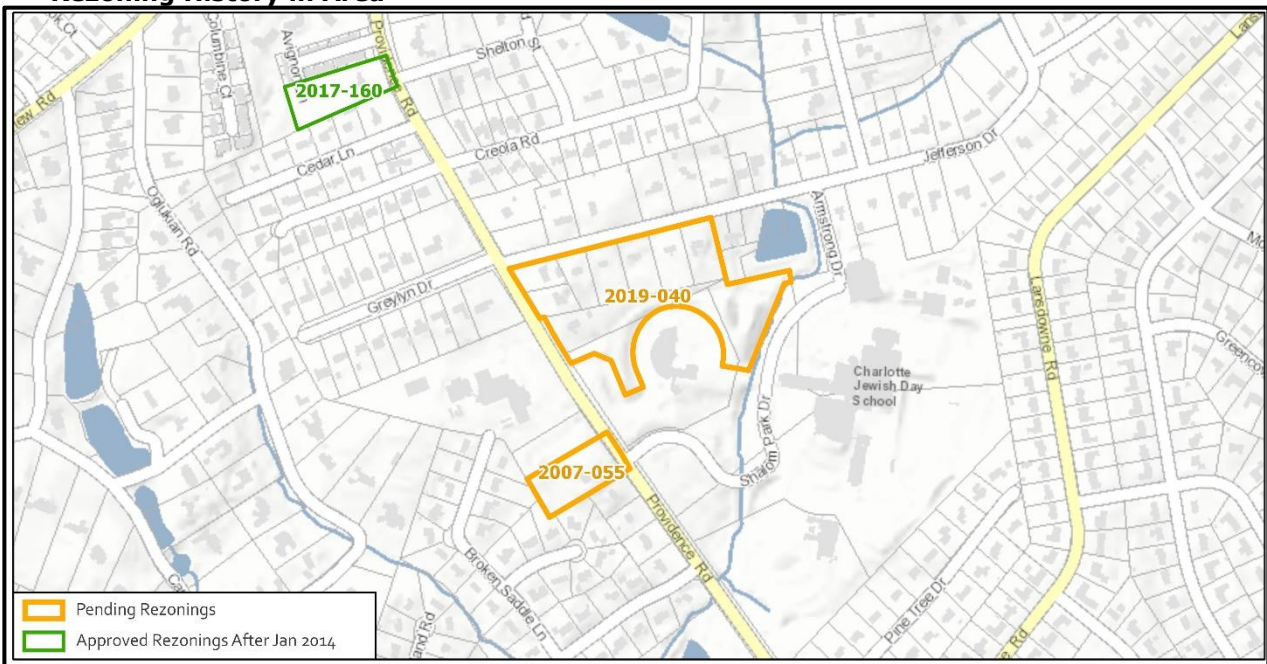 Rezoning History in Area
Columbine Ct
Avignon
Providence Rd
Shelton St
2017-160
Cedar Ln
Creola Rd
Jefferson Dr
Oglukian Rd
Armstrong Dr
Greylyn Dr
2019-040
Lansdowne Rd
Charlotte
Jewish Day
School
Shalom Park Dr
2007-055
Providence Rd
Broken Saddle Ln
Pine Tree Dr
Pending Rezonings
Approved Rezonings After Jan 2014